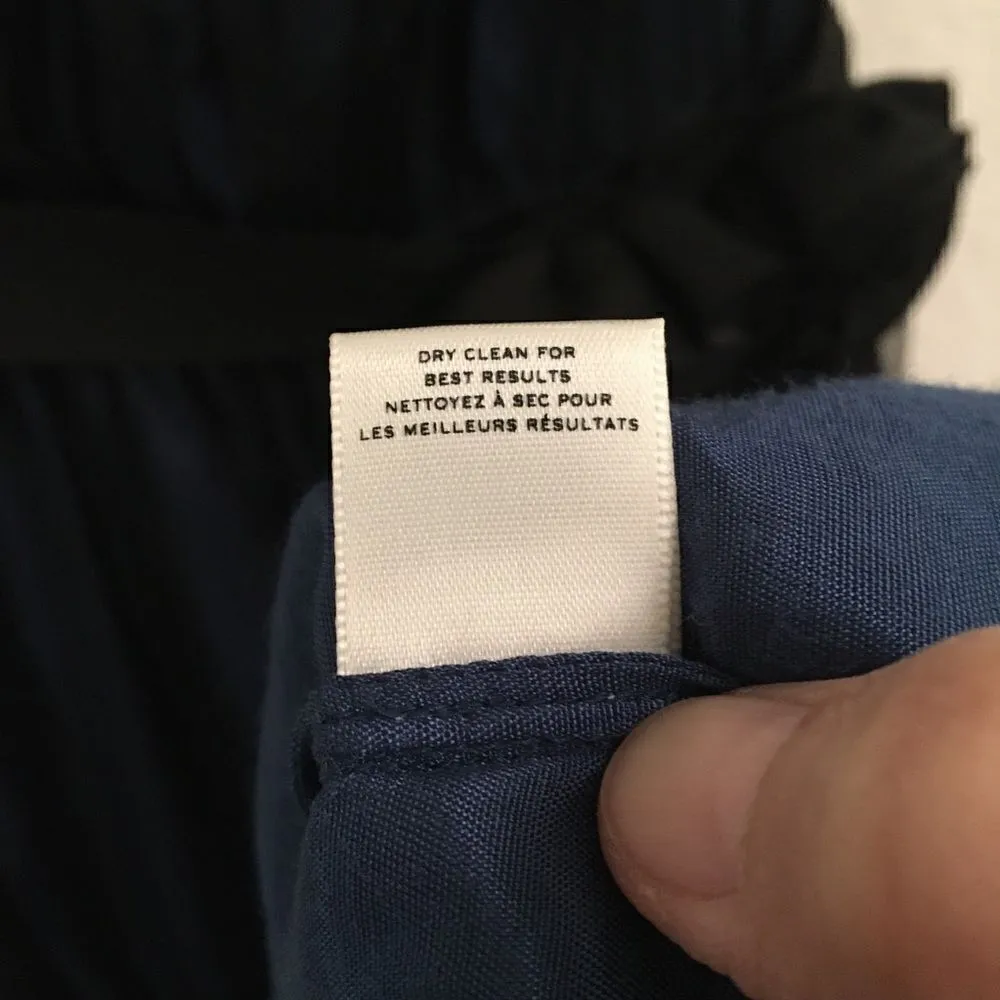 DRY CLEAN FOR
BEST RESULTS
NETTOYEZ À SEC POUR
LES MEILLEURS RÉSULTATS